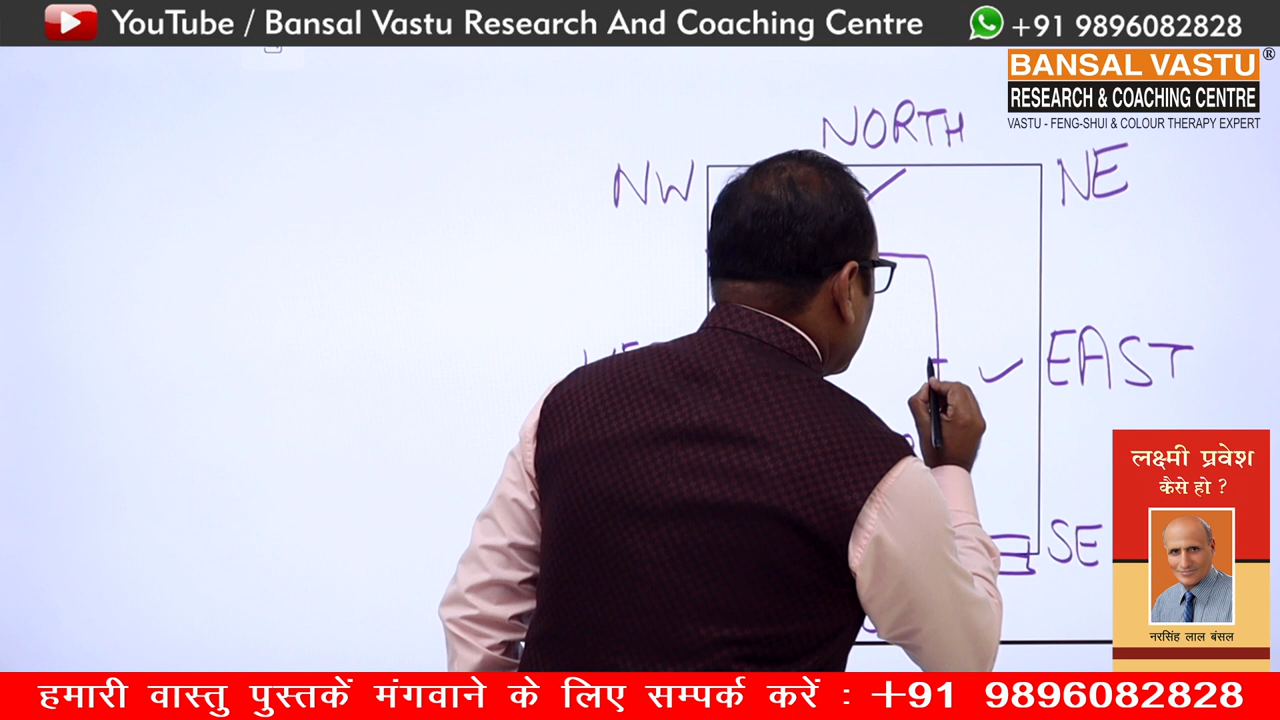 YouTube / Bansal Vastu Research And Coaching Centre
+91 9896082828
BANSAL VASTU®
RESEARCH & COACHING CENTRE
VASTU - FENG-SHUI & COLOUR THERAPY EXPERT
NORTH
NW
NE
EAST
SE
लक्ष्मी प्रवेश
कैसे हो ?
नरसिंह लाल बंसल
हमारी वास्तु पुस्तकें मंगवाने के लिए सम्पर्क करें : +91 9896082828